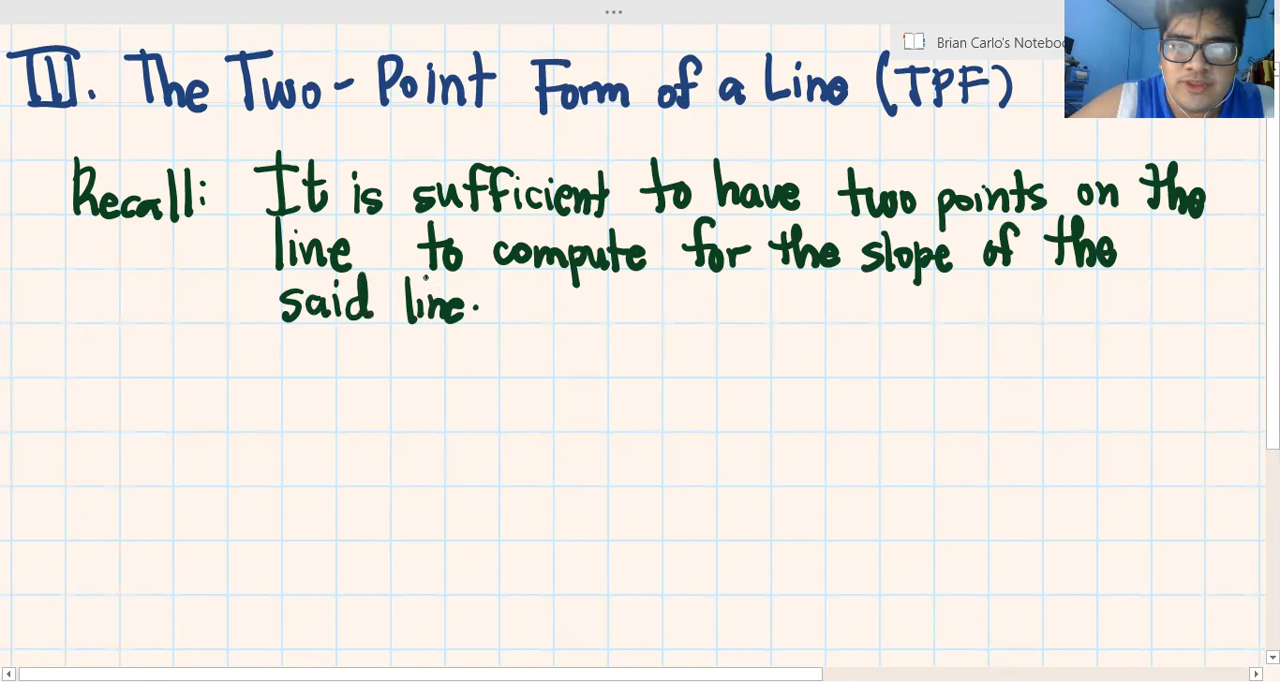 Brian Carlo's Noteboo
III. The Two-Point Form of a Line (TPF)
Recall: It is sufficient to have two points on the
line to compute for the slope of the
said line.